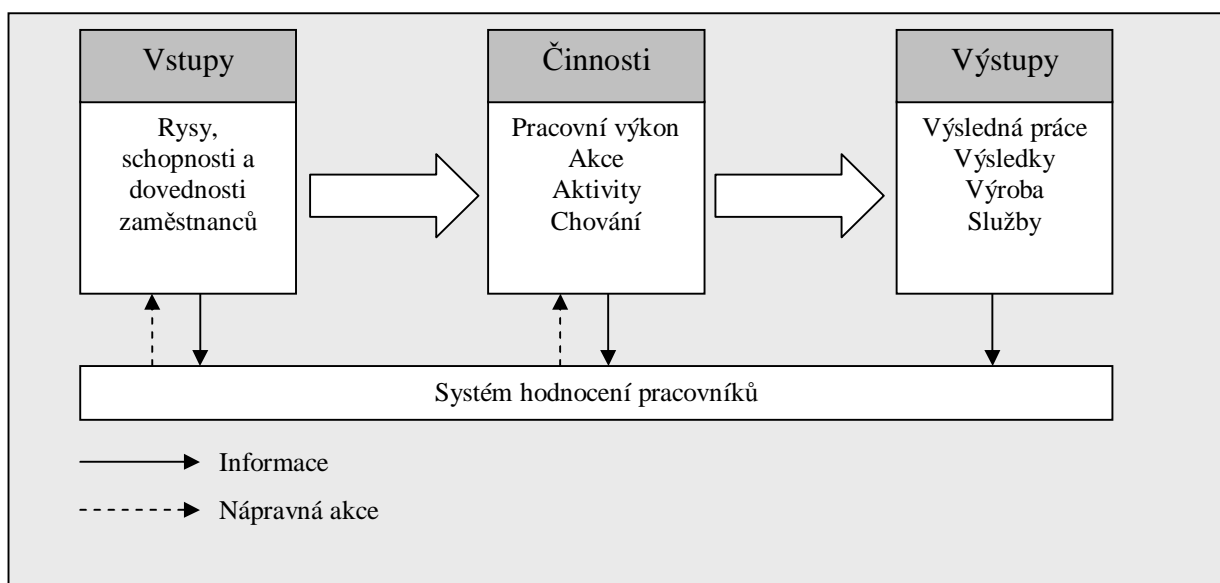 Vstupy
Rysy,
schopnosti a
dovednosti
zaměstnanců
Činnosti
Pracovní výkon
Akce
Aktivity
Chování
Výstupy
Výsledná práce
Výsledky
Výroba
Služby
Systém hodnocení pracovníků
Informace
Nápravná akce